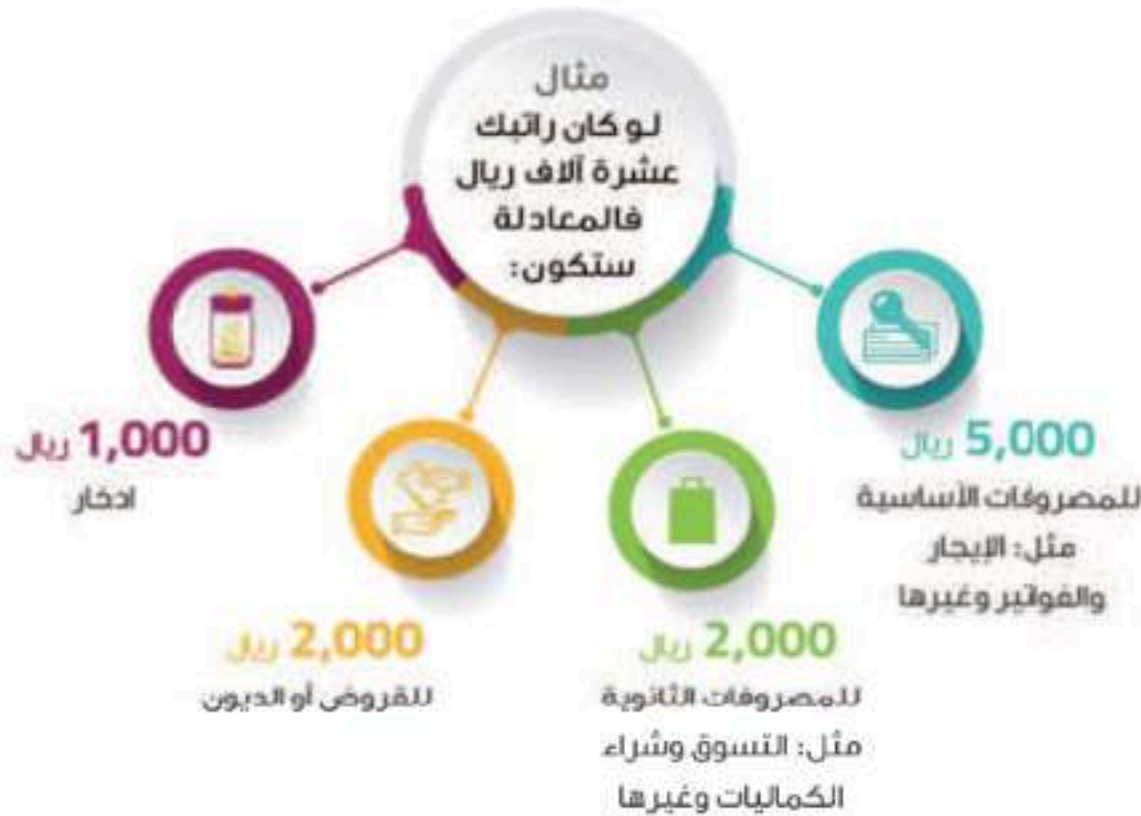 مثال
لو كان راتبك
عشرة آلاف ريال
فالمعادلة
ستكون:
5,000 ريال
للمصروفات الأساسية
مثل: الإيجار
والفواتير وغيرها
2,000 ريال
للمصروفات الثانوية
مثل: التسوق وشراء
الكماليات وغيرها
2,000 ريال
للقروض أو الديون
1,000 ريال
ادخار